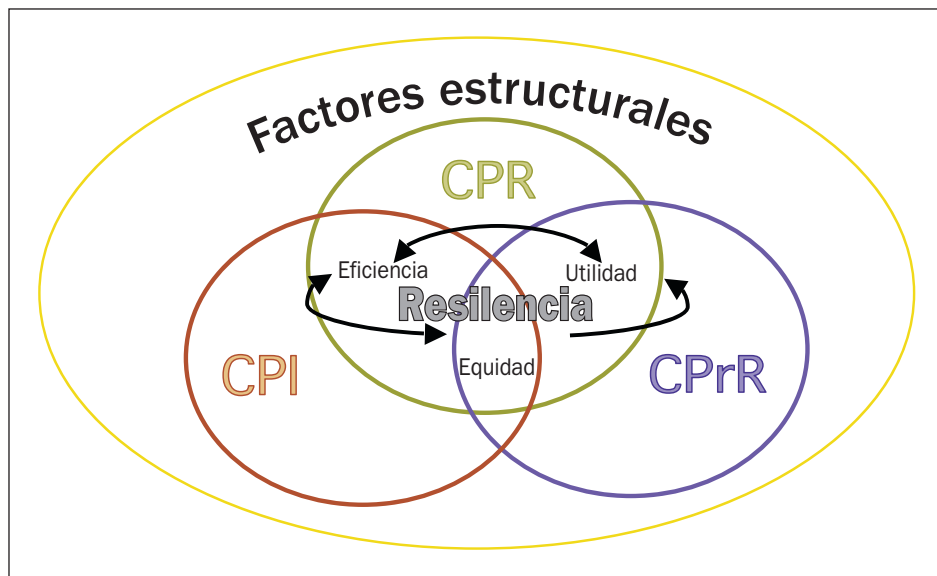 Factores estructurales
CPR
Eficiencia
Utilidad
Resilencia
CPI
Equidad
CPrR